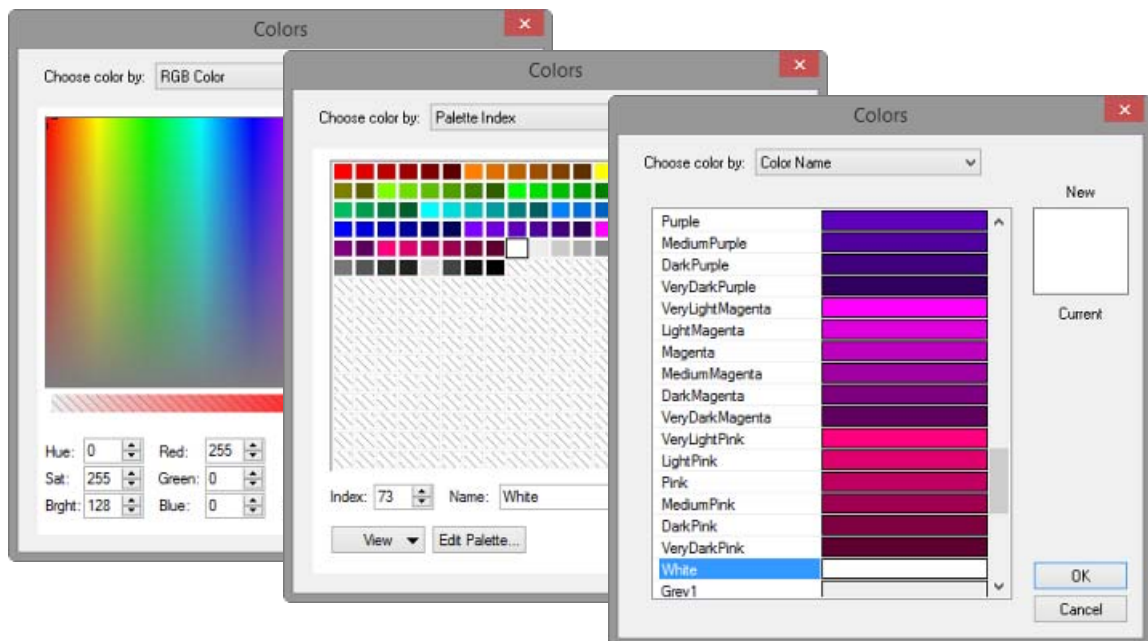 Colors
Choose color by: RGB Color
Hue: 0 Red: 255
Sat: 255 Green: 0
Brght: 128 Blue: 0
Colors
Choose color by: Palette Index
Index: 73 Name: White
View Edit Palette...
Colors
Choose color by: Color Name
New
Current
Purple
MediumPurple
DarkPurple
VeryDarkPurple
VeryLightMagenta
LightMagenta
Magenta
MediumMagenta
DarkMagenta
VeryDarkMagenta
VeryLightPink
LightPink
Pink
MediumPink
DarkPink
VeryDarkPink
White
Grey1
OK
Cancel